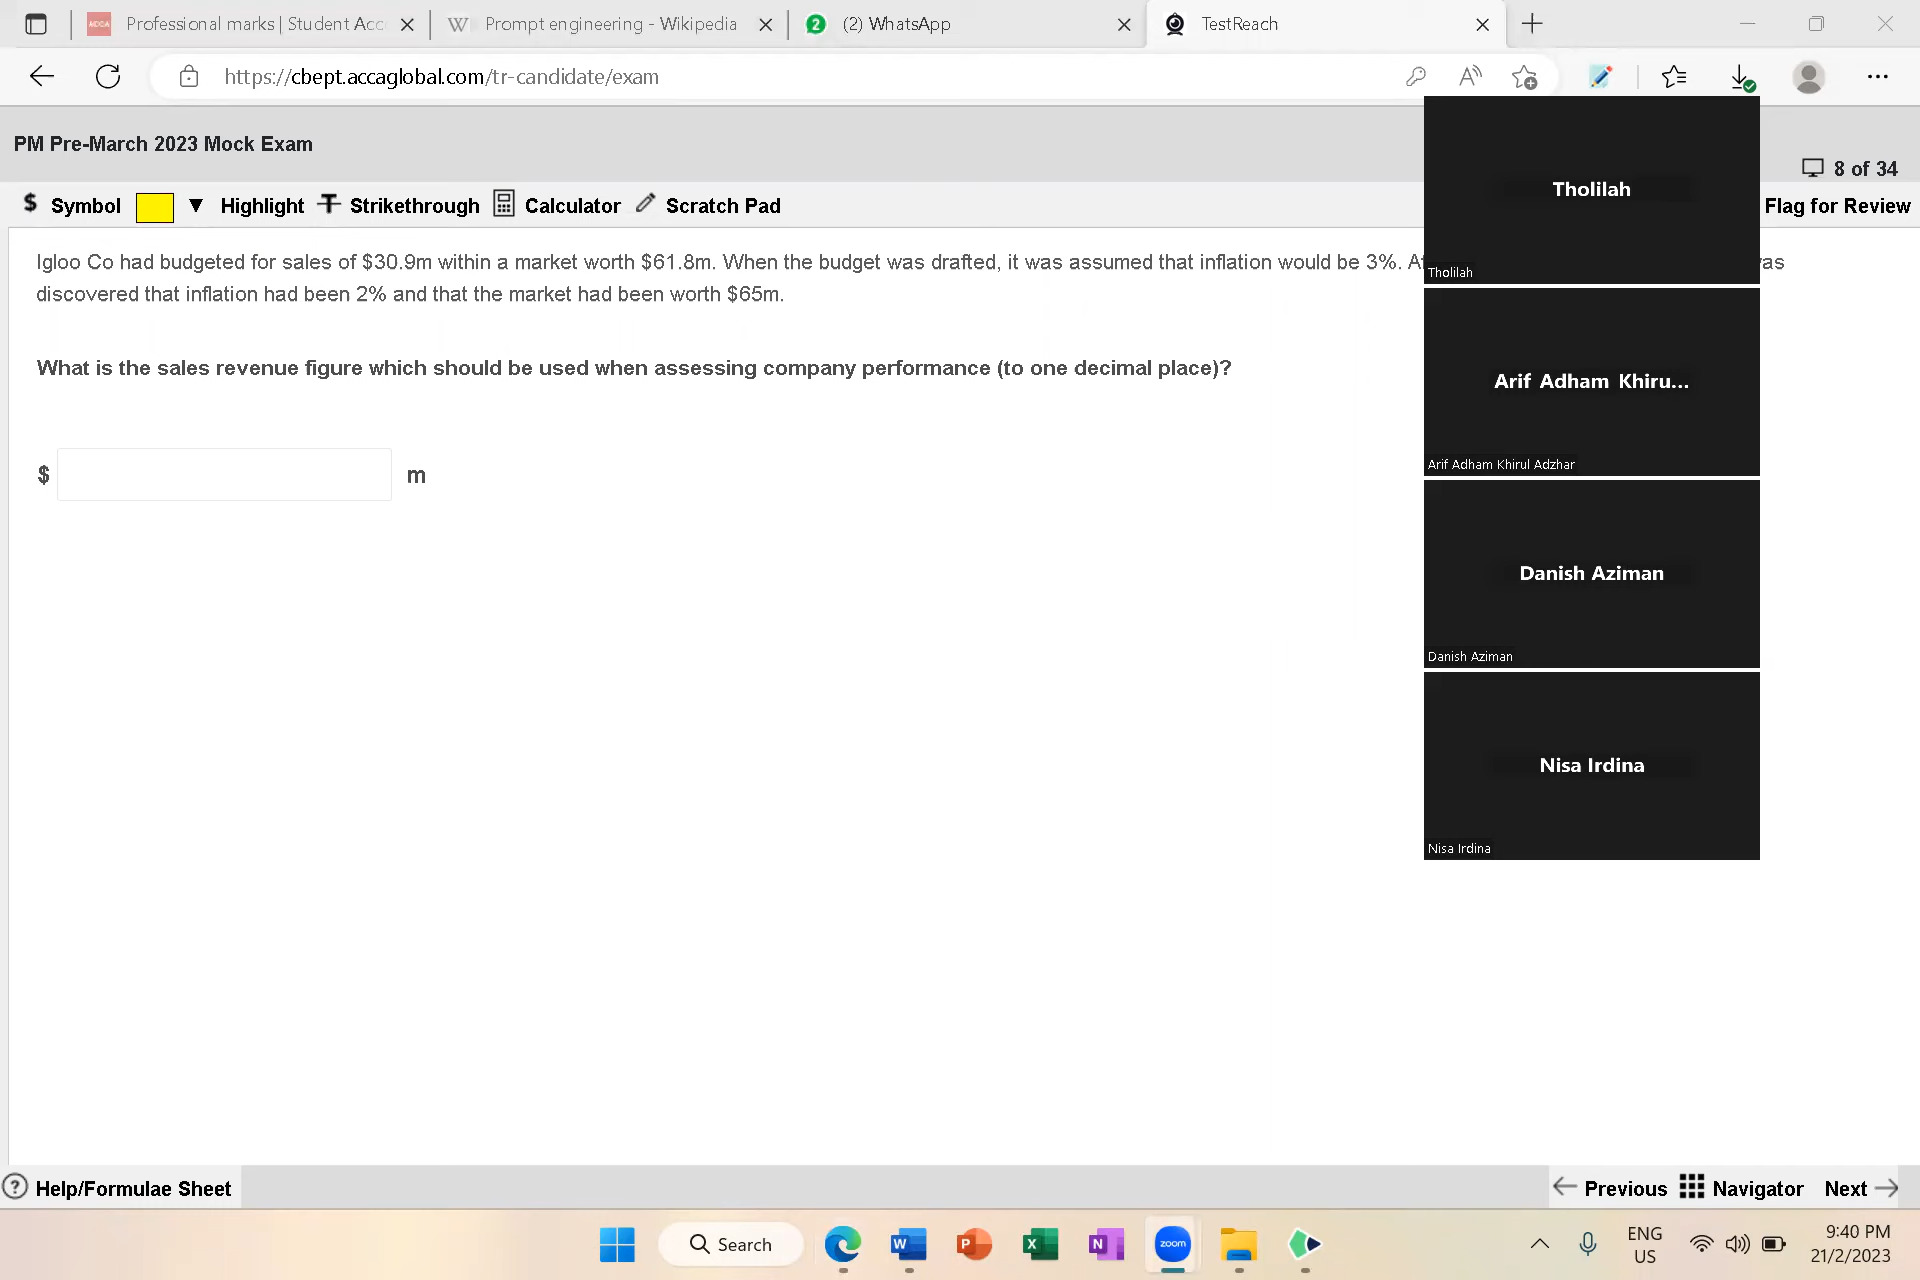 Professional marks | Student Acc
Prompt engineering - Wikipedia
2
(2) WhatsApp
TestReach
https://cbept.accaglobal.com/tr-candidate/exam
PM Pre-March 2023 Mock Exam
8 of 34
$ Symbol
Highlight
Strikethrough
Calculator
Scratch Pad
Flag for Review
Igloo Co had budgeted for sales of $30.9m within a market worth $61.8m. When the budget was drafted, it was assumed that inflation would be 3%.
discovered that inflation had been 2% and that the market had been worth $65m.
What is the sales revenue figure which should be used when assessing company performance (to one decimal place)?
$ m
Tholilah
Tholilah
Arif Adham Khiru...
Arif Adham Khirul Adzhar
Danish Aziman
Danish Aziman
Nisa Irdina
Nisa Irdina
Help/Formulae Sheet
Previous
Navigator
Next
Search
zoom
ENG
US
9:40 PM
21/2/2023